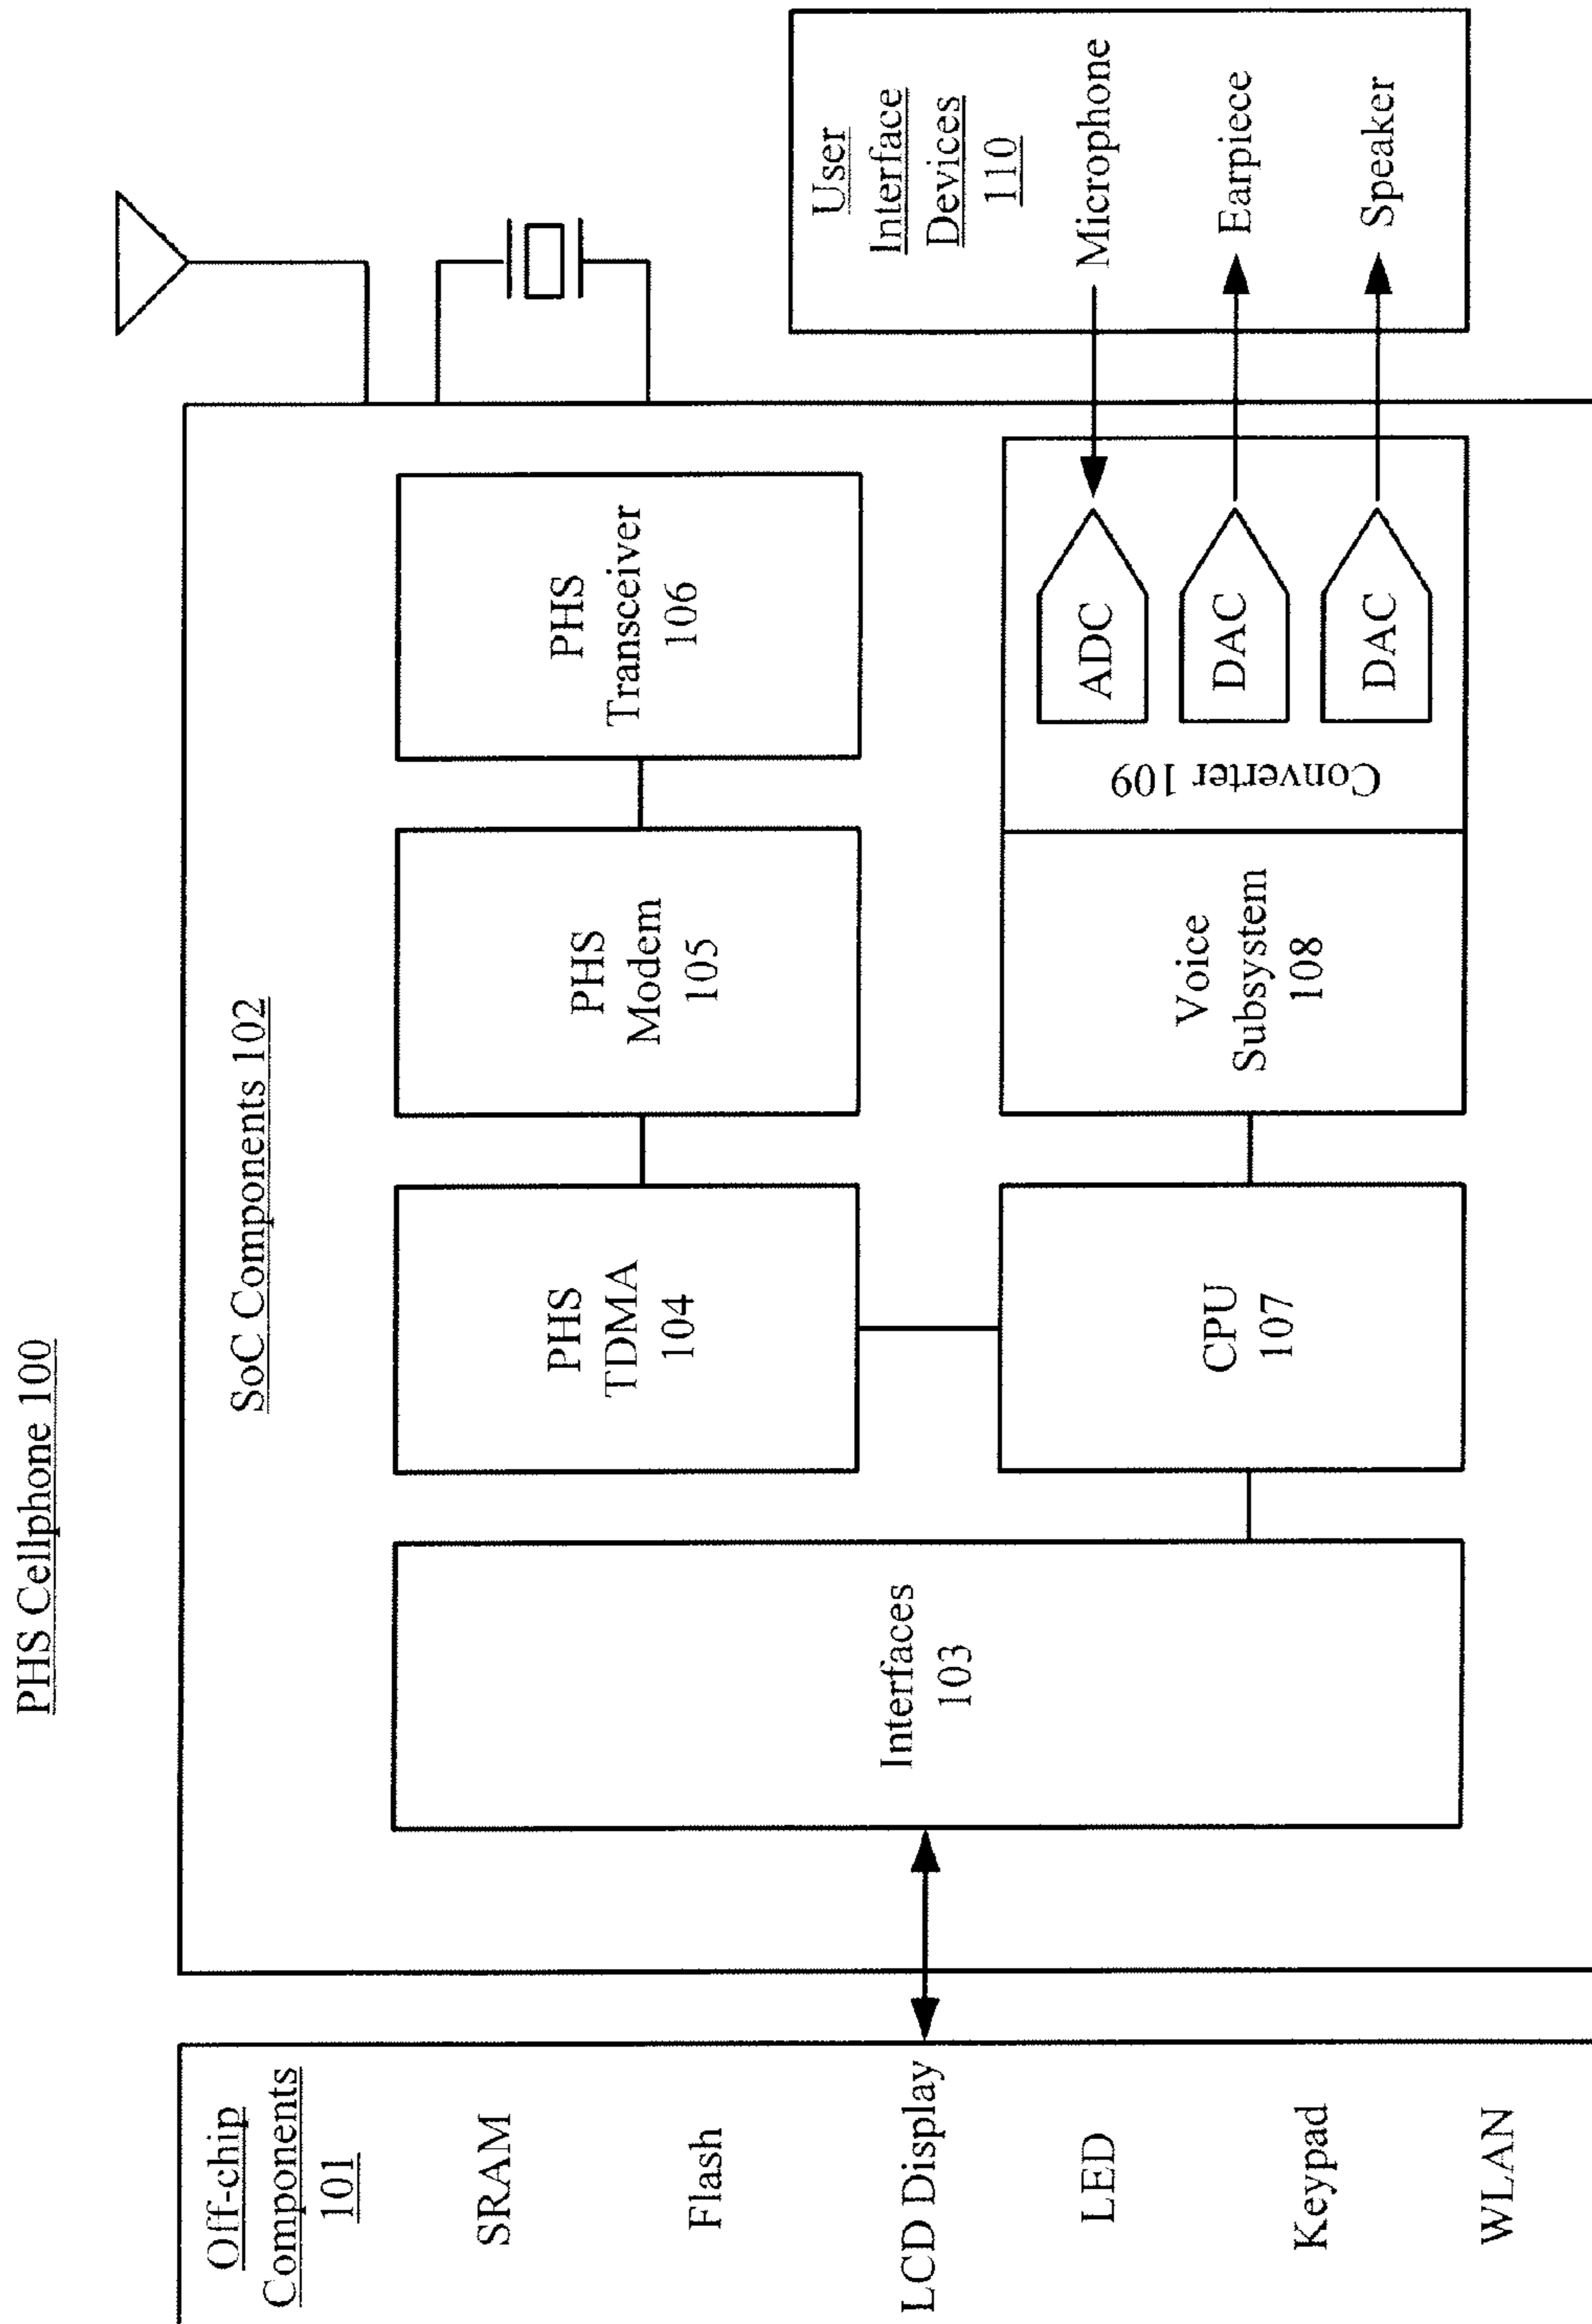 PHS Cellphone 100
Off-chip
Components
101
SRAM
Flash
LCD Display
LED
Keypad
WLAN
SoC Components 102
Interfaces
103
PHS
TDMA
104
PHS
Modem
105
PHS
Transceiver
106
CPU
107
Voice
Subsystem
108
Converter 109
ADC
DAC
DAC
User
Interface
Devices
110
Microphone
Earpiece
Speaker